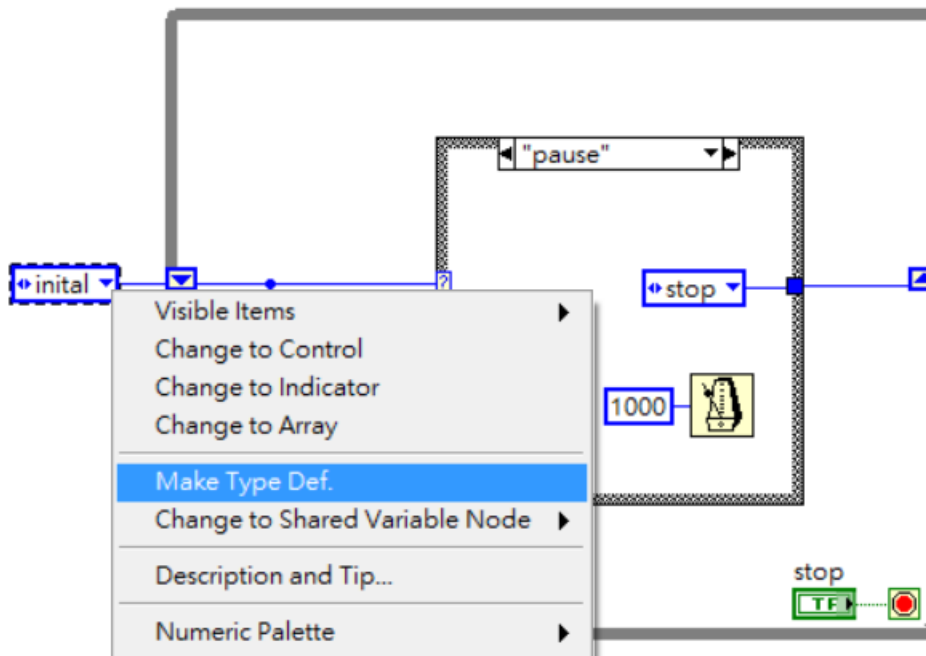 "pause"
inital
?
stop
Visible Items
Change to Control
Change to Indicator
Change to Array
1000
Make Type Def.
Change to Shared Variable Node
Description and Tip...
stop
TF
Numeric Palette